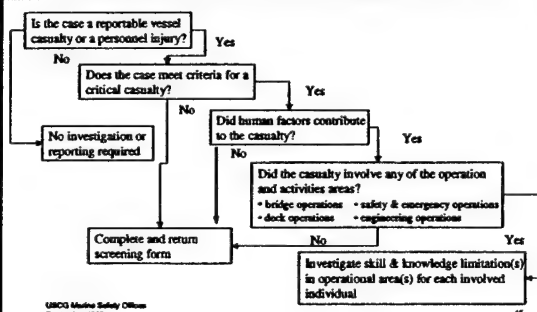 Is the case a reportable vessel
casualty or a personnel injury?
Yes
No
Does the case meet criteria for a
critical casualty?
Yes
No
Did human factors contribute
to the casualty?
Yes
No
No investigation or
reporting required
Did the casualty involve any of the operation
and activities areas?
• bridge operations • safety & emergency operations
• dock operations • engineering operations
No
Yes
Complete and return
screening form
Investigate skill & knowledge limitation(s)
in operational area(s) for each involved
individual
USCG Marine Safety Offices